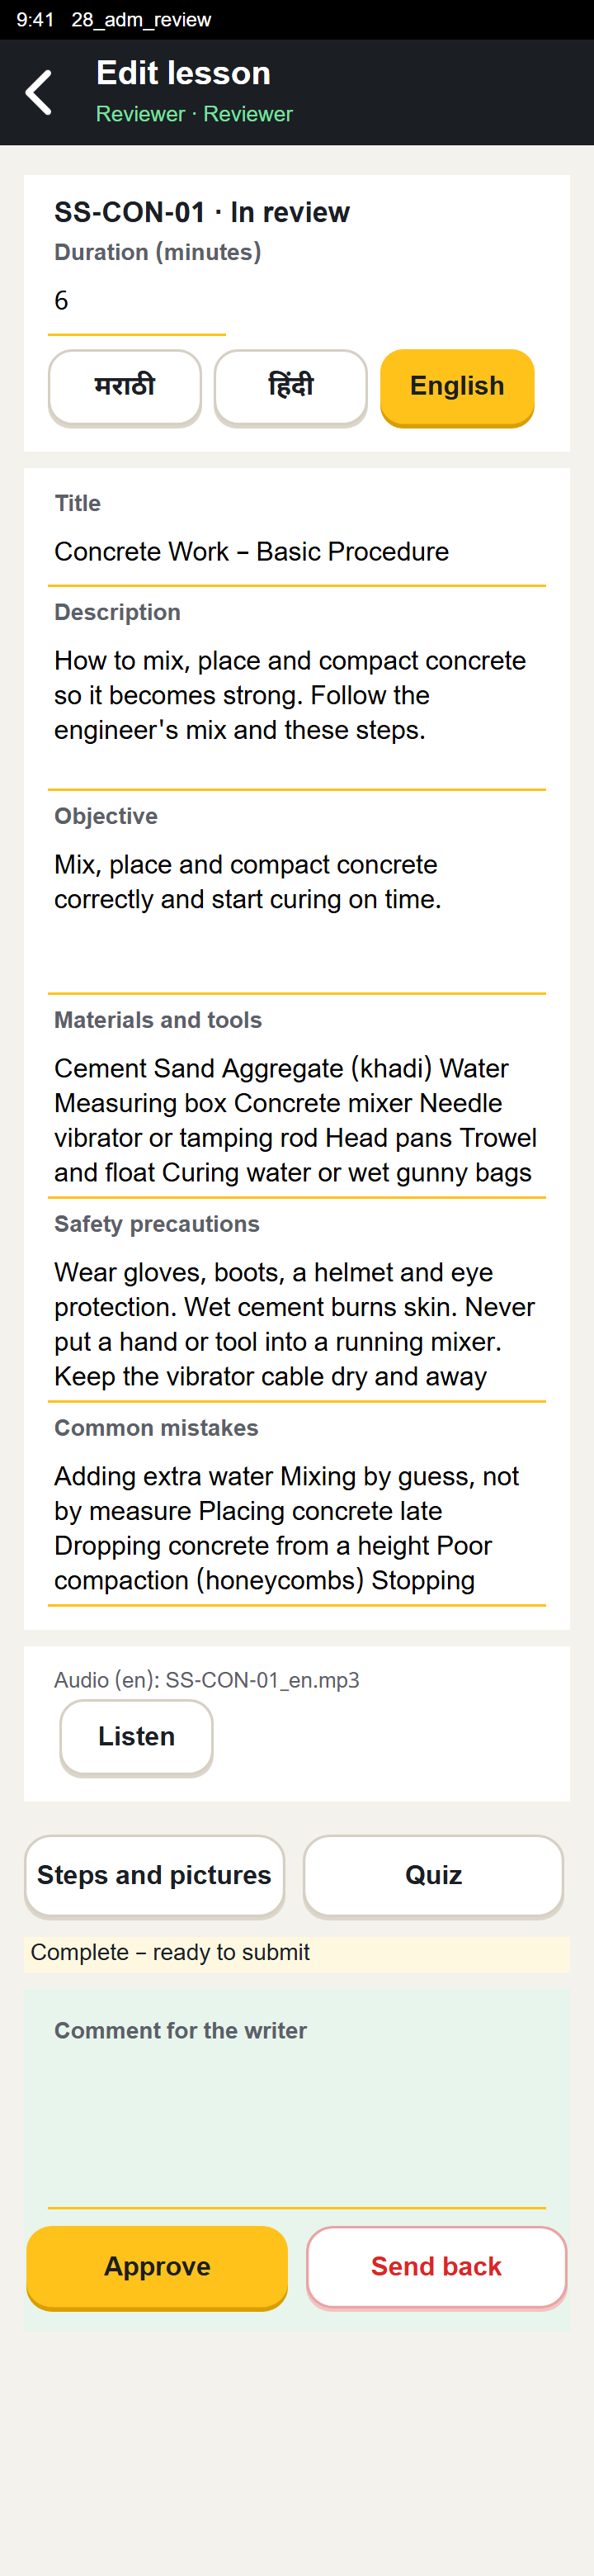 9:41 28_adm_review
Edit lesson
Reviewer · Reviewer
SS-CON-01 · In review
Duration (minutes)
6
मराठी हिंदी English
Title
Concrete Work – Basic Procedure
Description
How to mix, place and compact concrete
so it becomes strong. Follow the
engineer's mix and these steps.
Objective
Mix, place and compact concrete
correctly and start curing on time.
Materials and tools
Cement Sand Aggregate (khadi) Water
Measuring box Concrete mixer Needle
vibrator or tamping rod Head pans Trowel
and float Curing water or wet gunny bags
Safety precautions
Wear gloves, boots, a helmet and eye
protection. Wet cement burns skin. Never
put a hand or tool into a running mixer.
Keep the vibrator cable dry and away
Common mistakes
Adding extra water Mixing by guess, not
by measure Placing concrete late
Dropping concrete from a height Poor
compaction (honeycombs) Stopping
Audio (en): SS-CON-01_en.mp3
Listen
Steps and pictures Quiz
Complete – ready to submit
Comment for the writer
Approve Send back